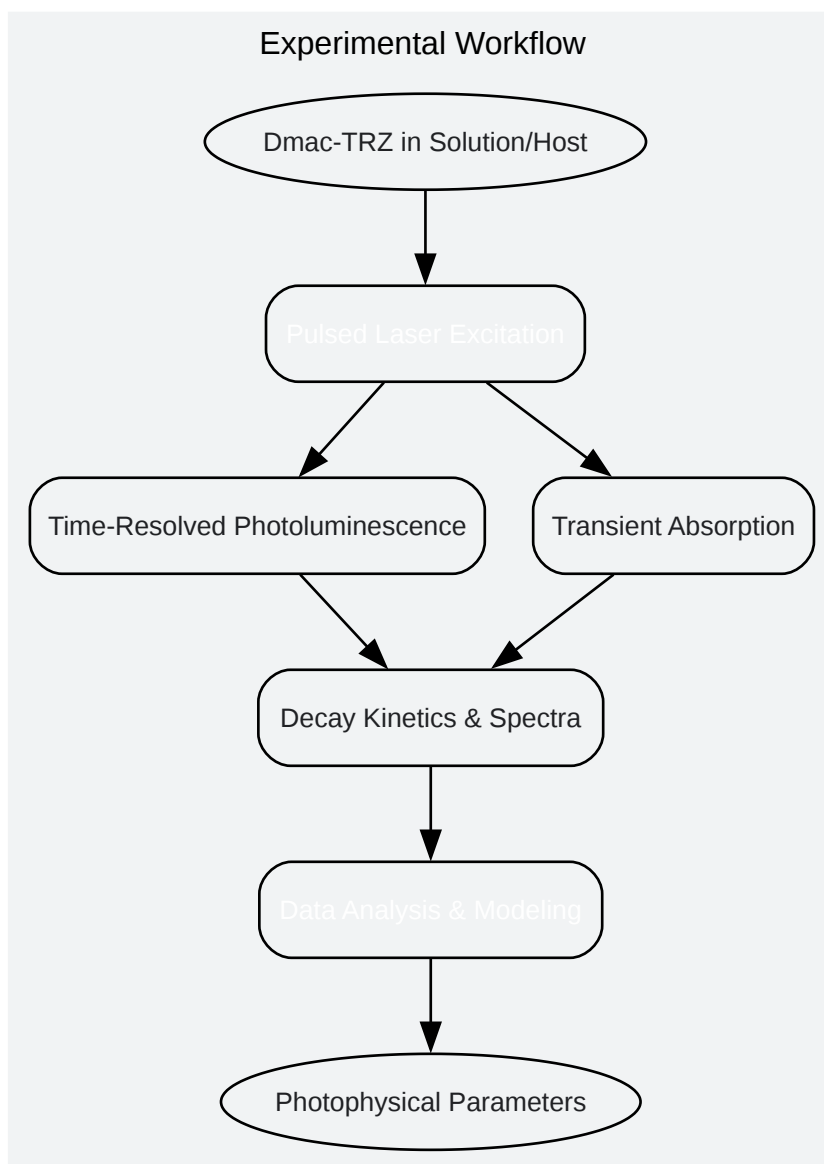 Experimental Workflow
Dmac-TRZ in Solution/Host
Pulsed Laser Excitation
Time-Resolved Photoluminescence
Transient Absorption
Decay Kinetics & Spectra
Data Analysis & Modeling
Photophysical Parameters